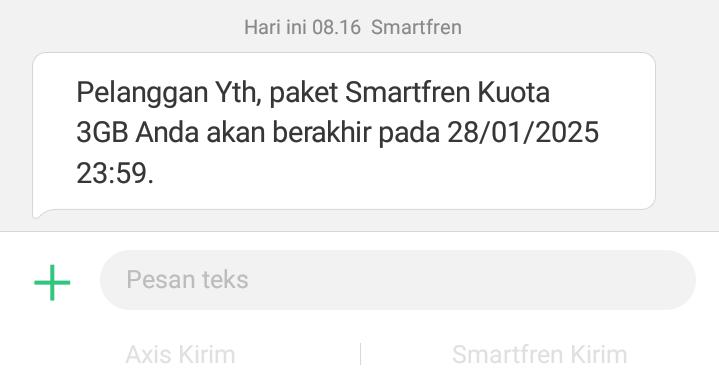 Hari ini 08.16 Smartfren
Pelanggan Yth, paket Smartfren Kuota
3GB Anda akan berakhir pada 28/01/2025
23:59.
Pesan teks
Axis Kirim
Smartfren Kirim